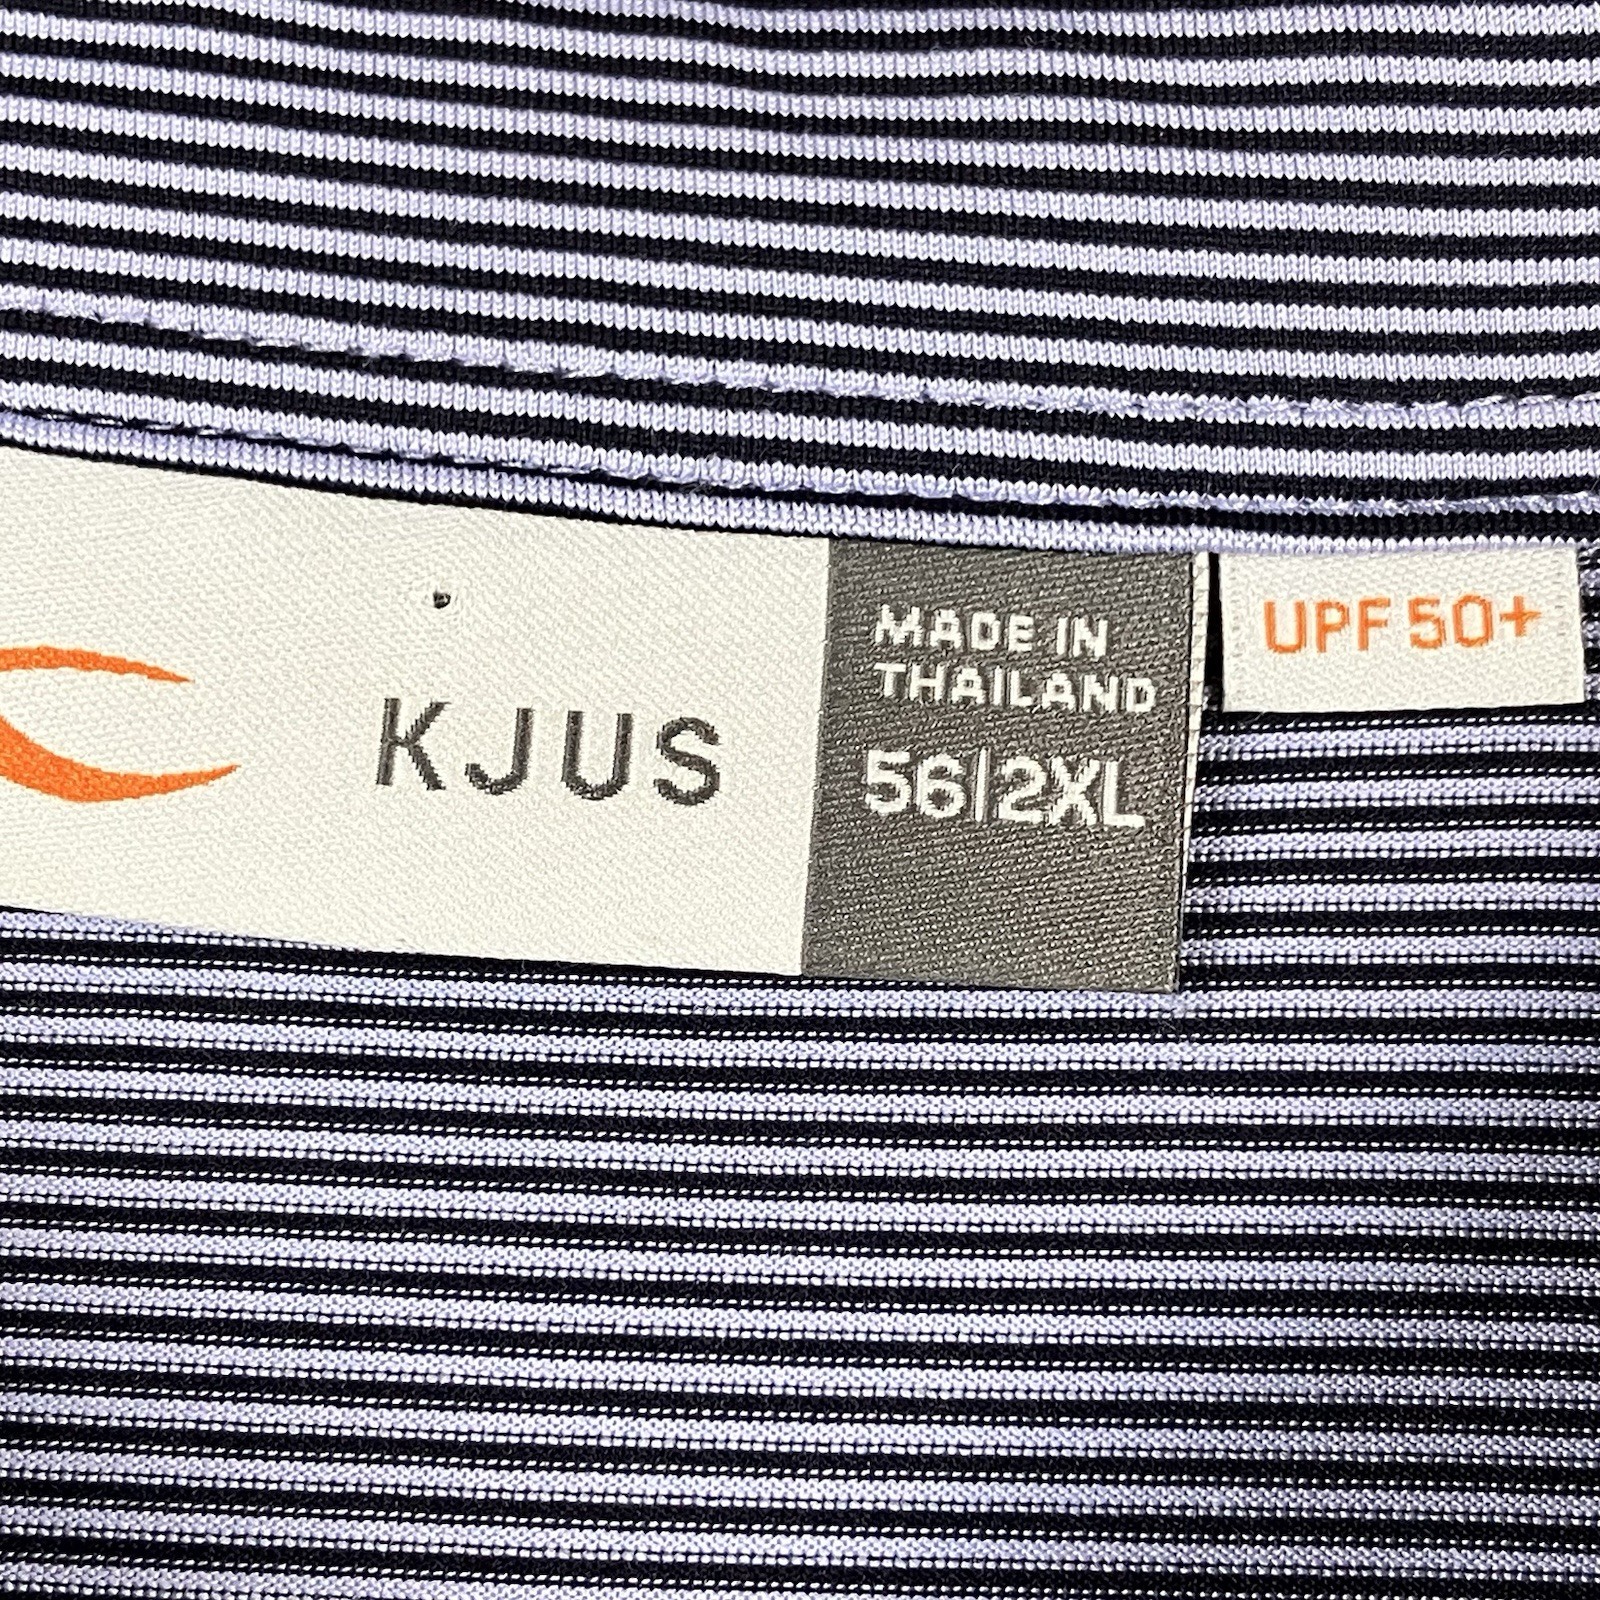 KJUS
MADE IN
THAILAND
56|2XL
UPF 50+